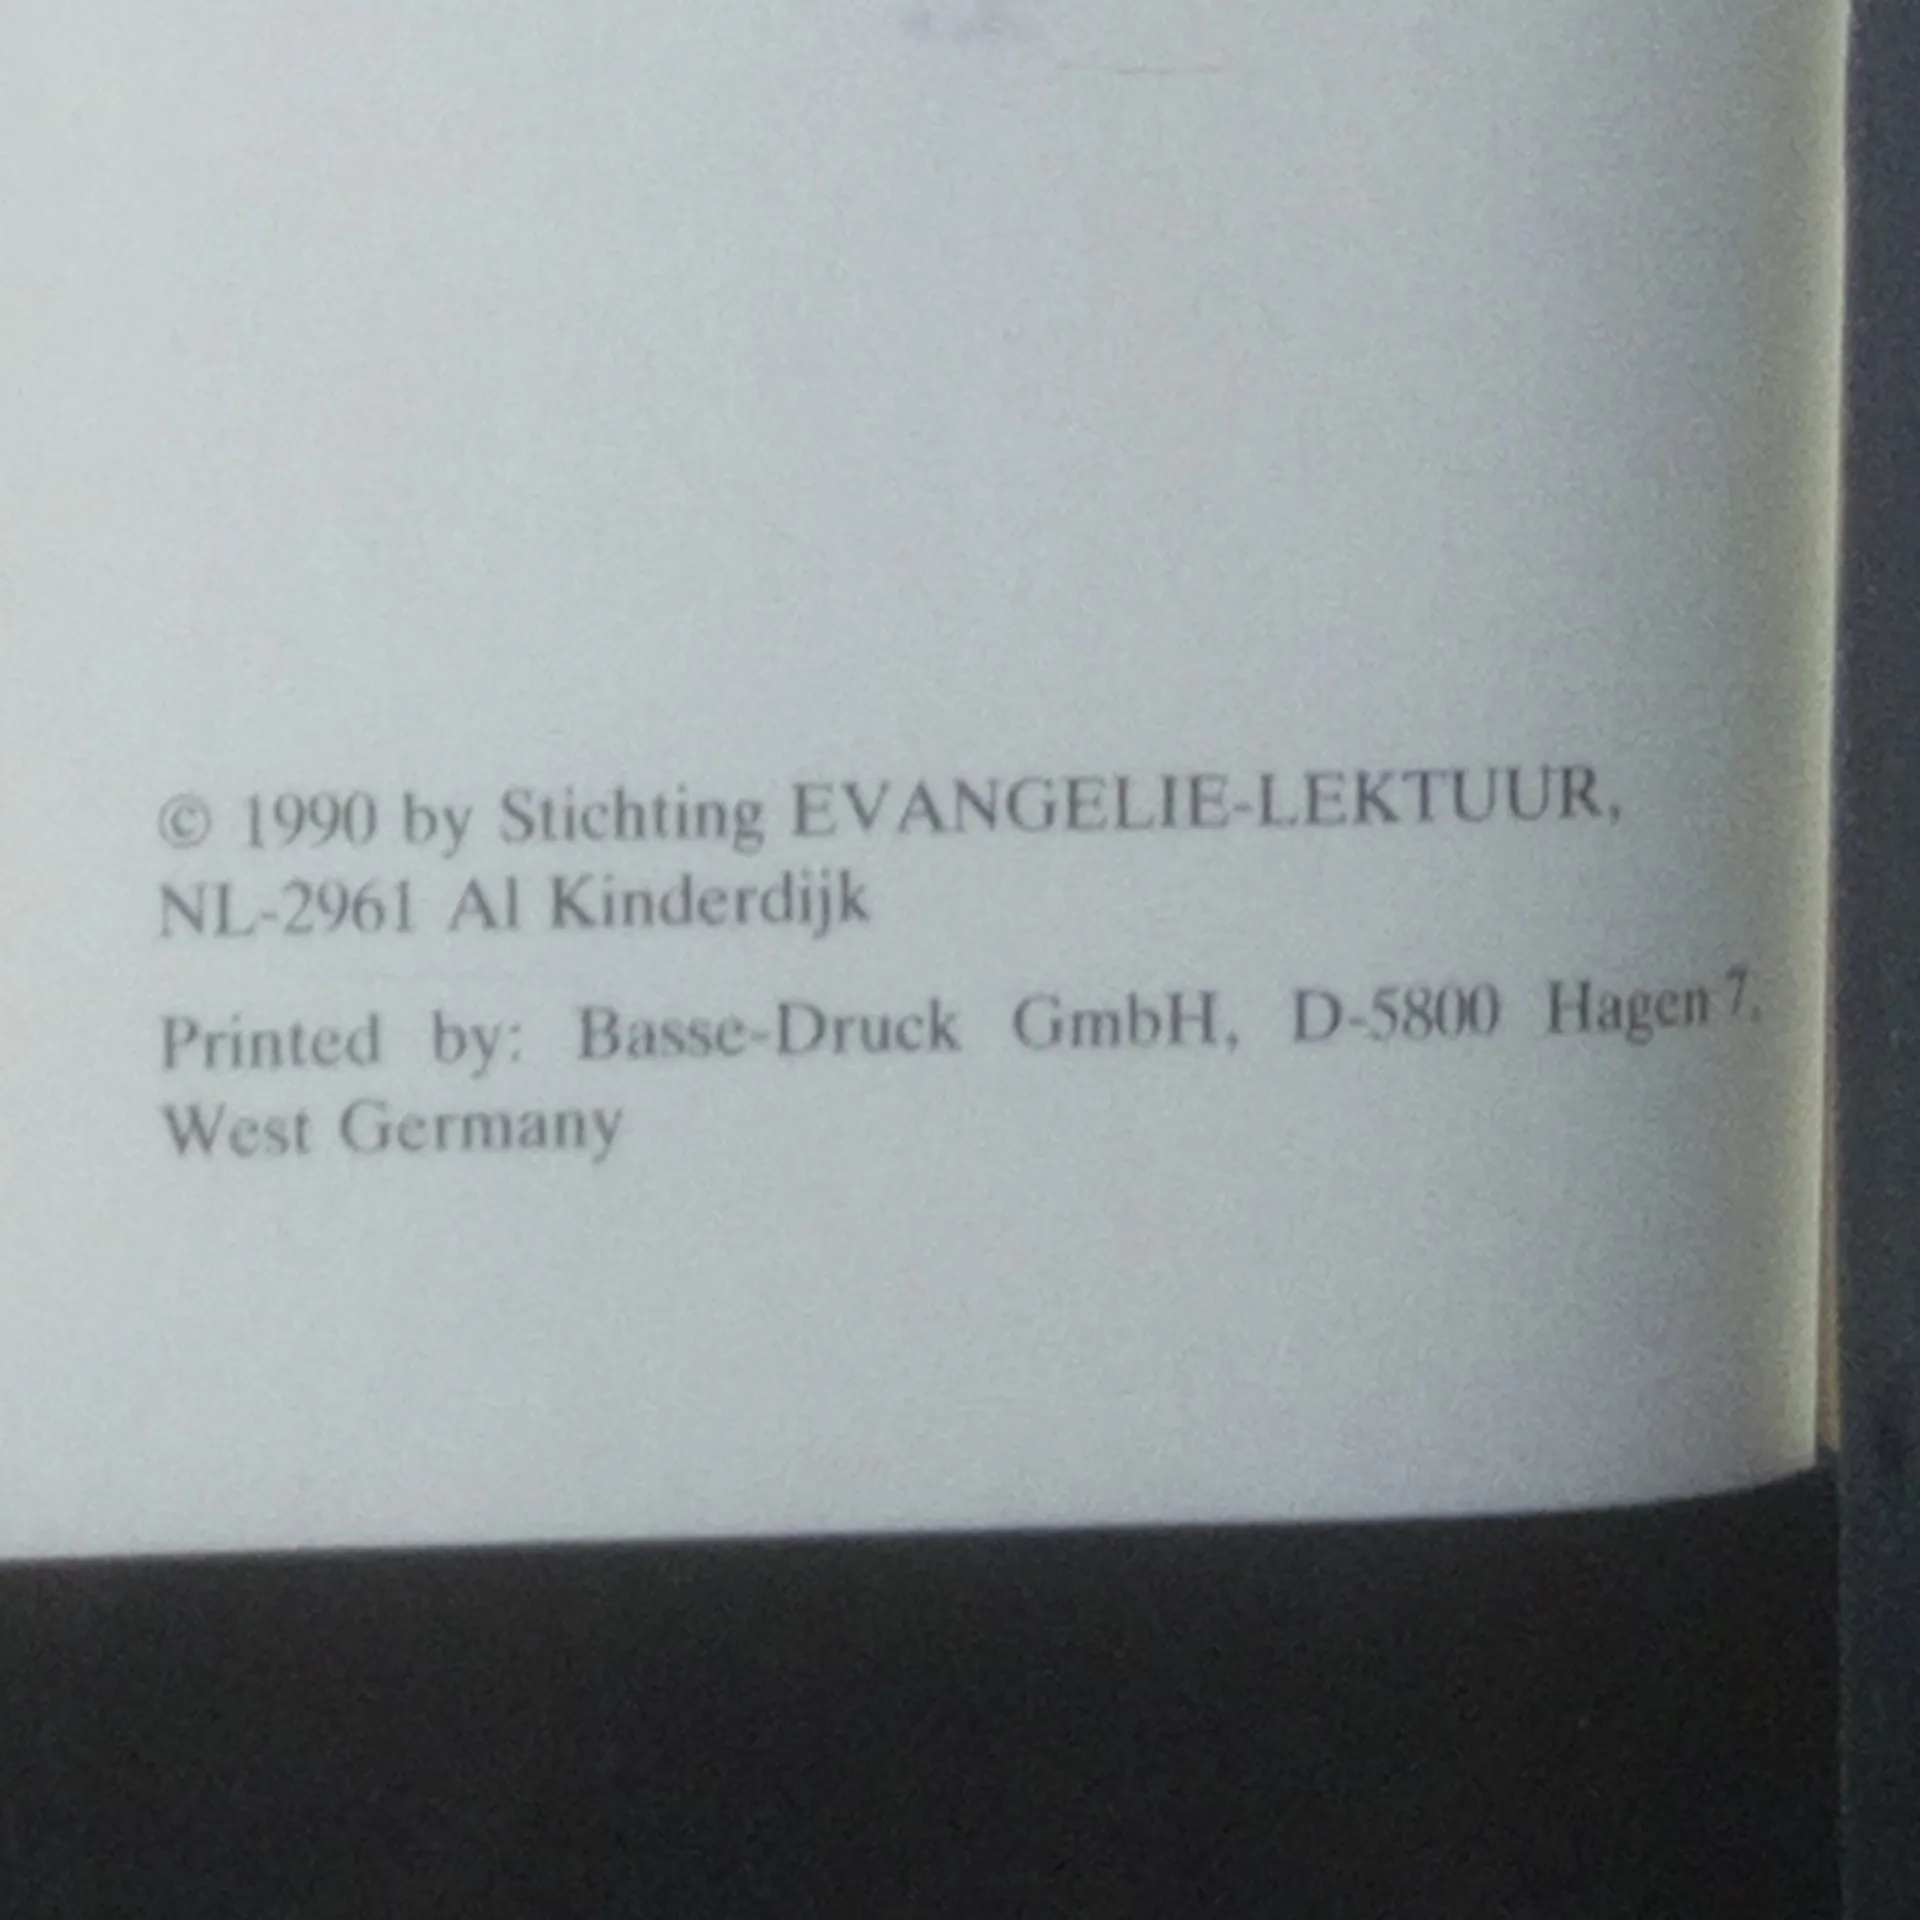 © 1990 by Stichting EVANGELIE-LEKTUUR,
NL-2961 Al Kinderdijk
Printed by: Basse-Druck GmbH, D-5800 Hagen 7,
West Germany